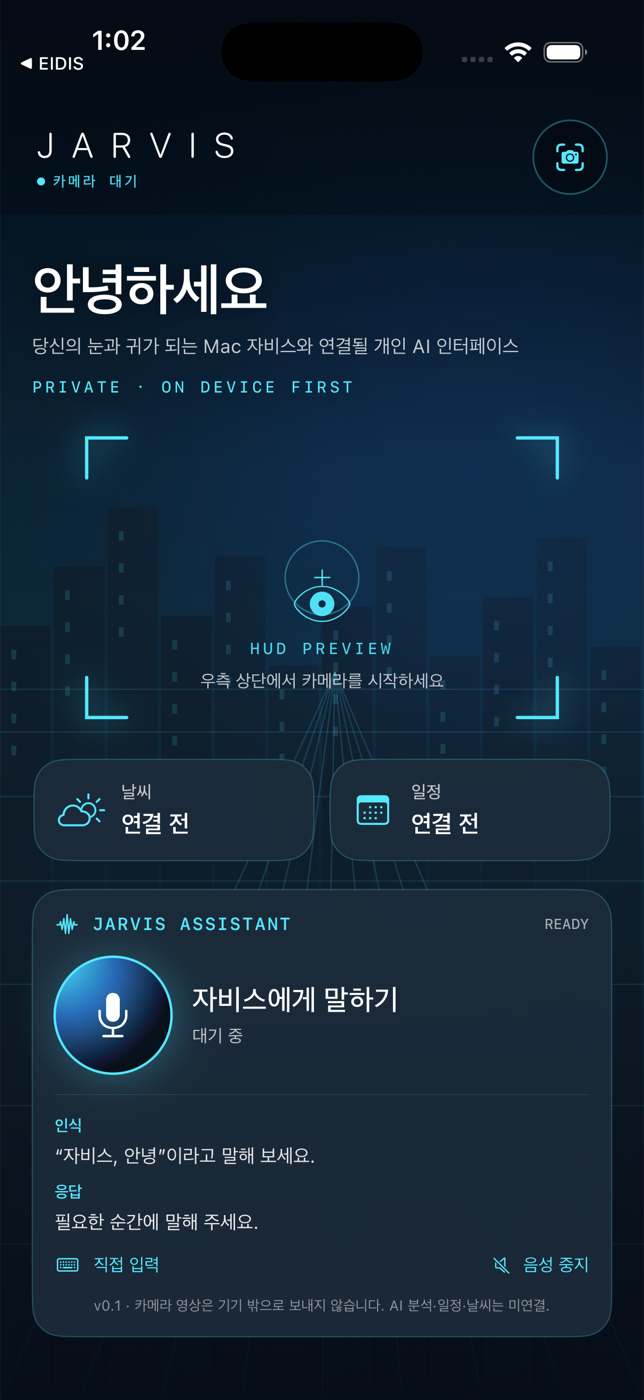 1:02
◀ EIDIS
JARVIS
카메라 대기
안녕하세요
당신의 눈과 귀가 되는 Mac 자비스와 연결될 개인 AI 인터페이스
PRIVATE · ON DEVICE FIRST
HUD PREVIEW
우측 상단에서 카메라를 시작하세요
날씨
연결 전
일정
연결 전
JARVIS ASSISTANT
READY
자비스에게 말하기
대기 중
인식
“자비스, 안녕”이라고 말해 보세요.
응답
필요한 순간에 말해 주세요.
직접 입력
음성 중지
v0.1 · 카메라 영상은 기기 밖으로 보내지 않습니다. AI 분석·일정·날씨는 미연결.